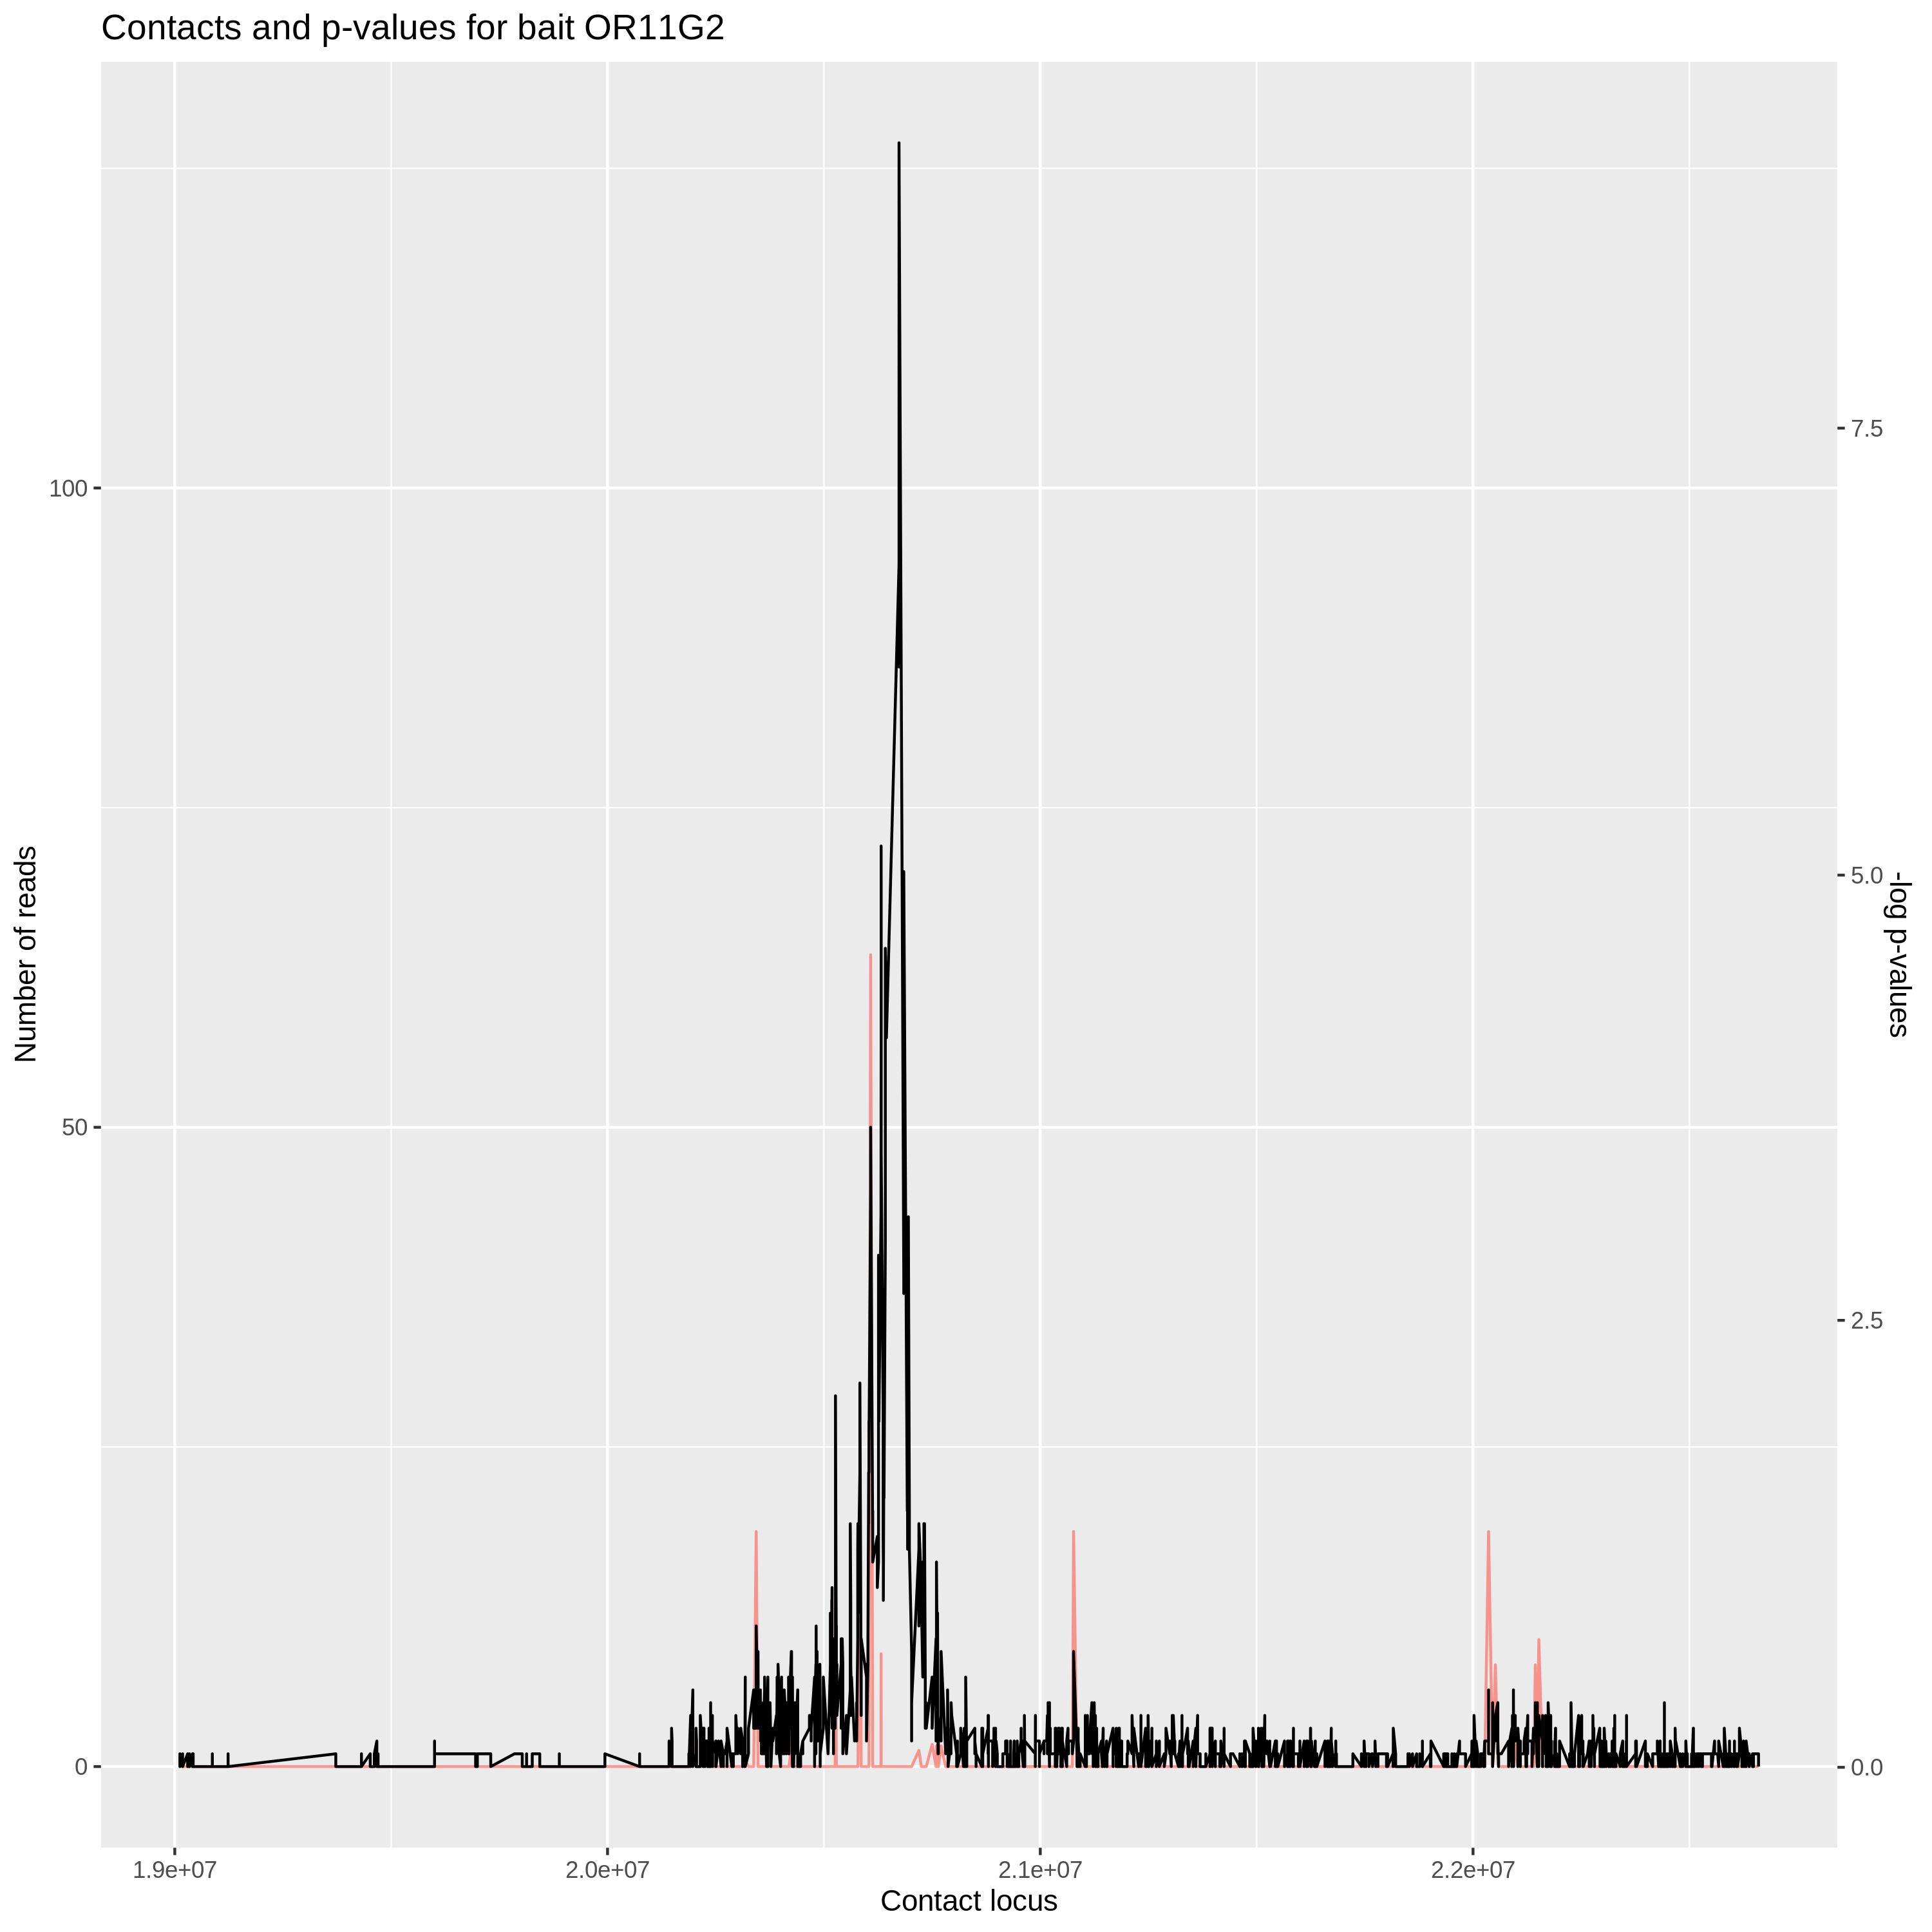 Contacts and p-values for bait OR11G2
100
50
0
Number of reads
7.5
5.0
2.5
0.0
-log p-values
1.9e+07
2.0e+07
2.1e+07
2.2e+07
Contact locus